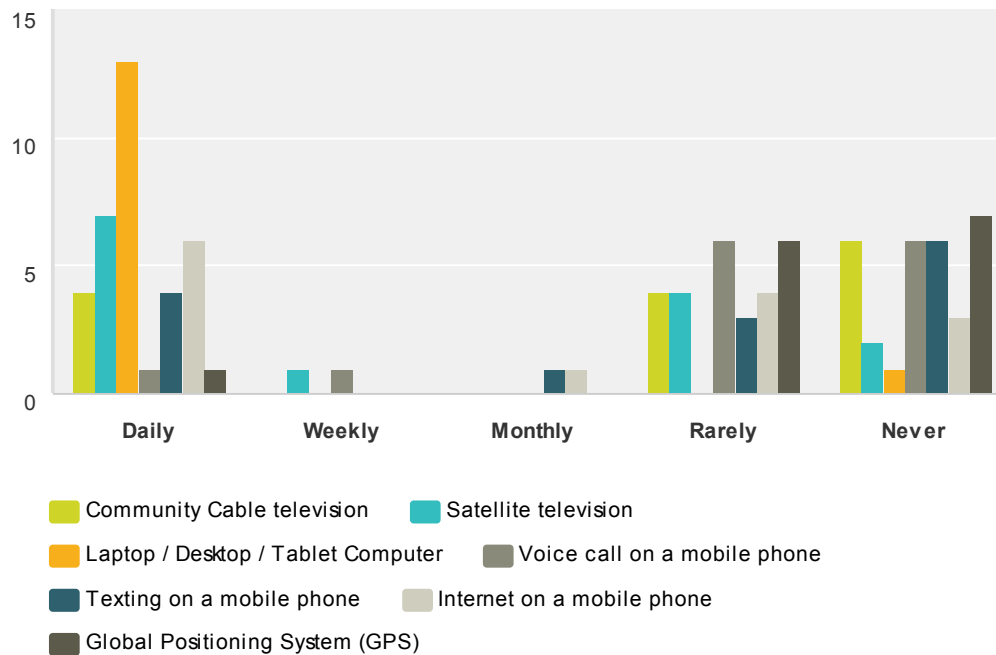 15
10
5
0
Daily Weekly Monthly Rarely Never
Community Cable television Satellite television
Laptop / Desktop / Tablet Computer Voice call on a mobile phone
Texting on a mobile phone Internet on a mobile phone
Global Positioning System (GPS)